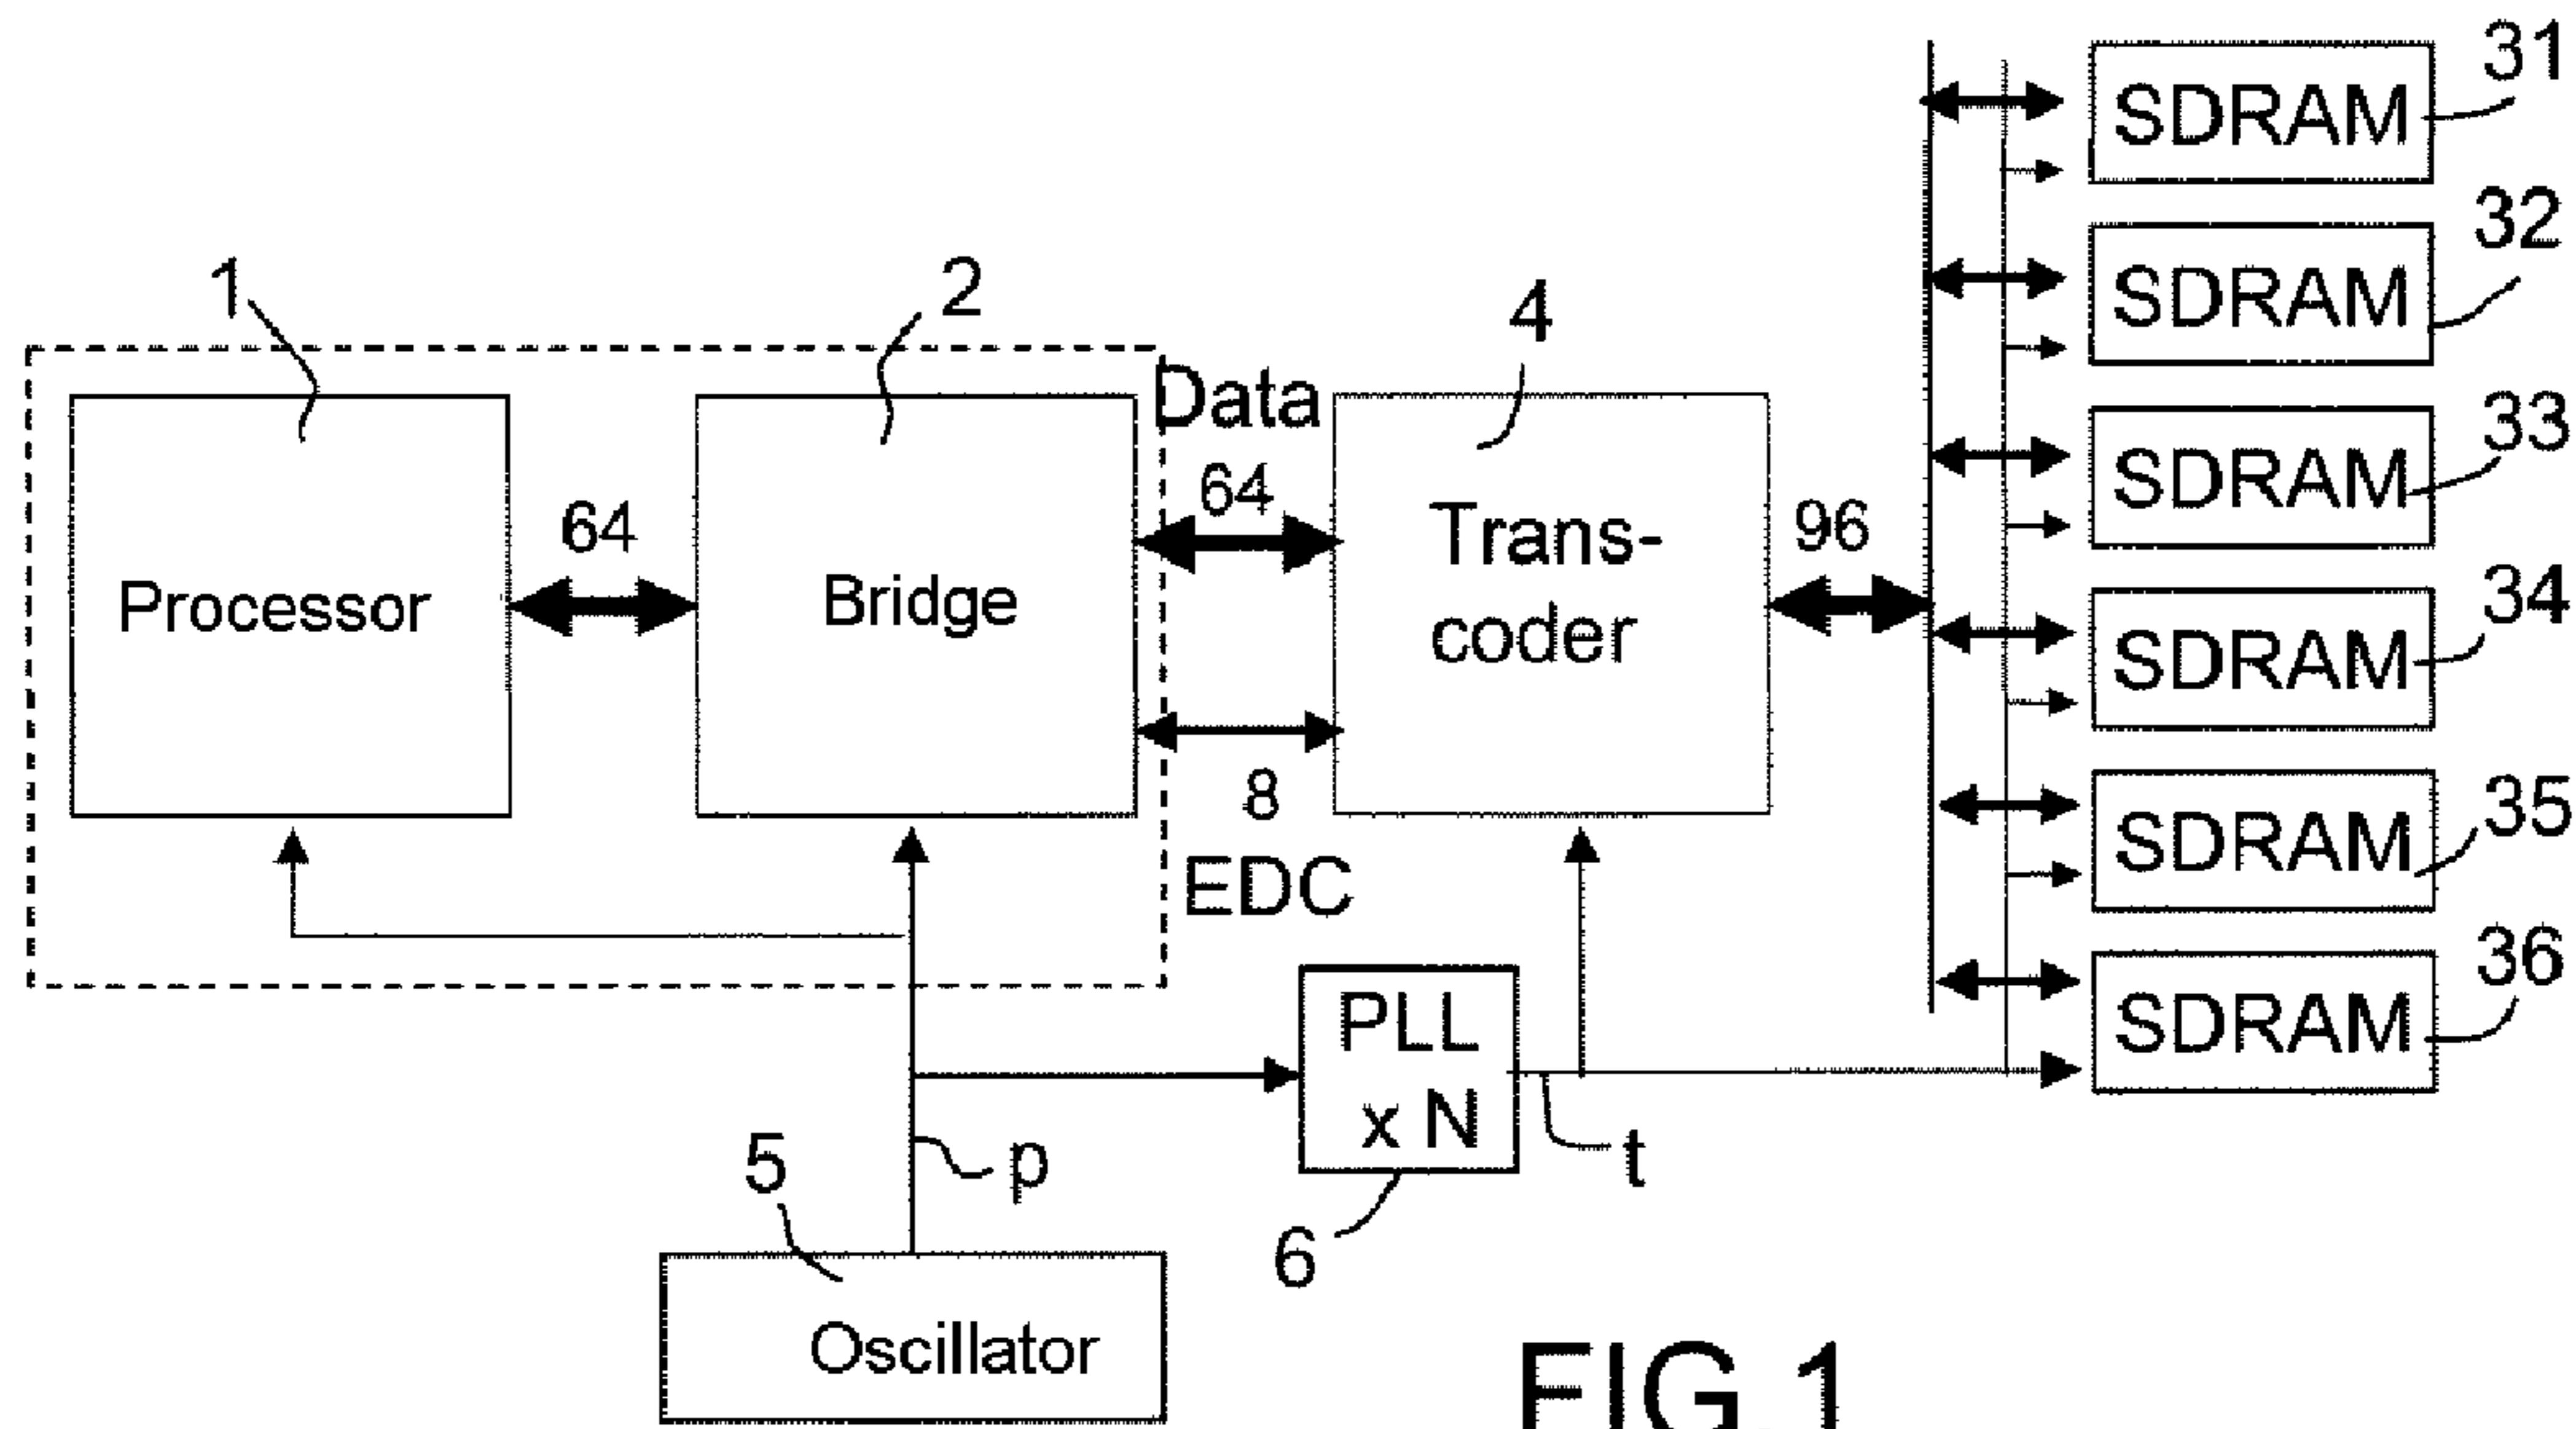 31
SDRAM
32
SDRAM
1
2
4
Data
33
SDRAM
64
64
Trans-
coder
96
Processor
Bridge
34
SDRAM
8
EDC
35
SDRAM
36
SDRAM
PLL
x N
5
p
t
6
Oscillator
FIG.1